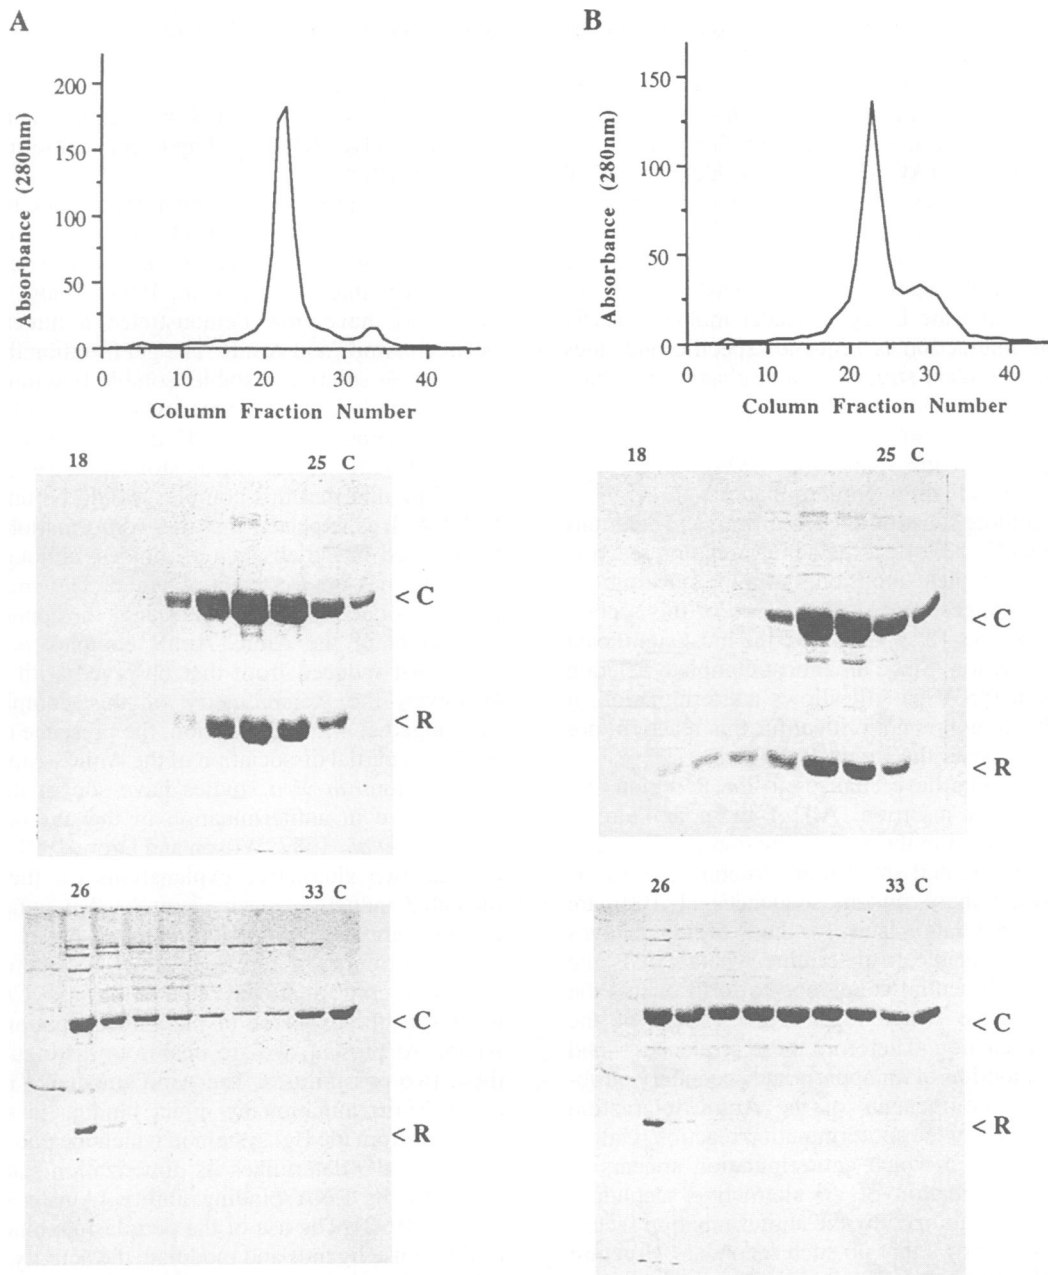 A
200
150
100
50
0
Absorbance (280nm)
0 10 20 30 40
Column Fraction Number
18 25 C
< C
< R
26 33 C
< C
< R
B
150
100
50
0
Absorbance (280nm)
0 10 20 30 40
Column Fraction Number
18 25 C
< C
< R
26 33 C
< C
< R